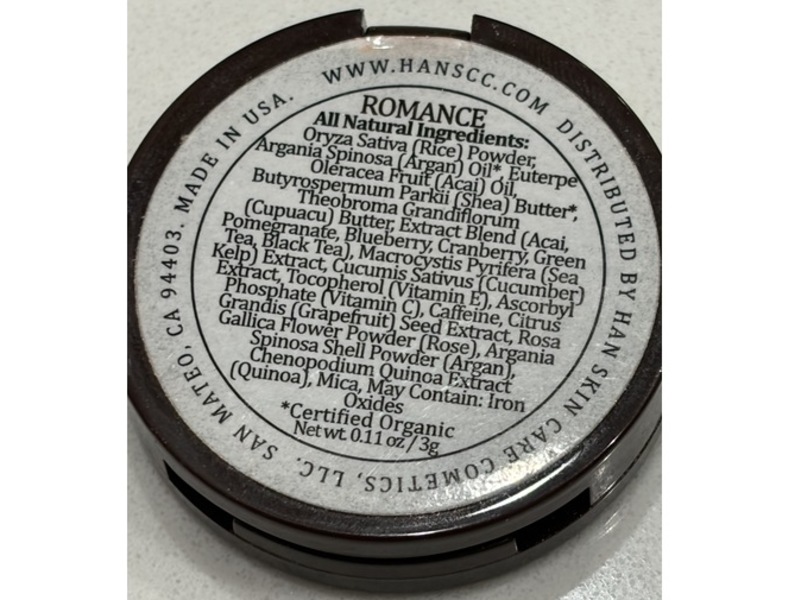 WWW.HANSCC.COM DISTRIBUTED BY HAN SKIN CARE COMETICS, LLC. SAN MATEO, CA 94403. MADE IN USA.
ROMANCE
All Natural Ingredients:
Oryza Sativa (Rice) Powder,
Argania Spinosa (Argan) Oil*, Euterpe
Oleracea Fruit (Acai) Oil,
Butyrospermum Parkii (Shea) Butter*,
Theobroma Grandiflorum
(Cupuacu) Butter, Extract Blend (Acai,
Pomegranate, Blueberry, Cranberry, Green
Tea, Black Tea), Macrocystis Pyrifera (Sea
Kelp) Extract, Cucumis Sativus (Cucumber)
Extract, Tocopherol (Vitamin E), Ascorbyl
Phosphate (Vitamin C), Caffeine, Citrus
Grandis (Grapefruit) Seed Extract, Rosa
Gallica Flower Powder (Rose), Argania
Spinosa Shell Powder (Argan),
Chenopodium Quinoa Extract
(Quinoa), Mica, May Contain: Iron
Oxides
*Certified Organic
Net wt. 0.11 oz / 3g